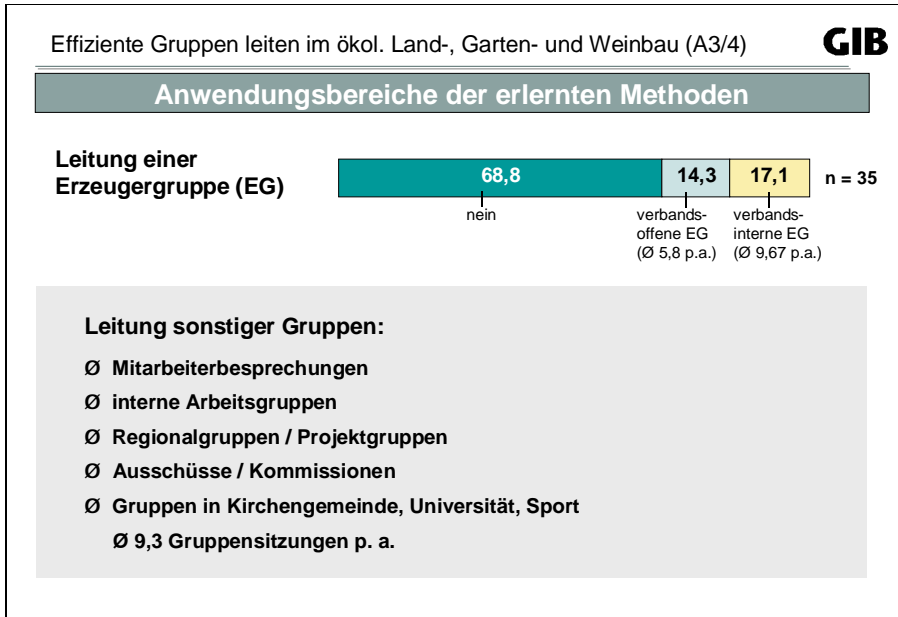 Effiziente Gruppen leiten im ökol. Land-, Garten- und Weinbau (A3/4)
GIB
Anwendungsbereiche der erlernten Methoden
Leitung einer
Erzeugergruppe (EG)
68,8
14,3
17,1
n = 35
nein
verbands-
offene EG
(Ø 5,8 p.a.)
verbands-
interne EG
(Ø 9,67 p.a.)
Leitung sonstiger Gruppen:
Ø Mitarbeiterbesprechungen
Ø interne Arbeitsgruppen
Ø Regionalgruppen / Projektgruppen
Ø Ausschüsse / Kommissionen
Ø Gruppen in Kirchengemeinde, Universität, Sport
Ø 9,3 Gruppensitzungen p. a.